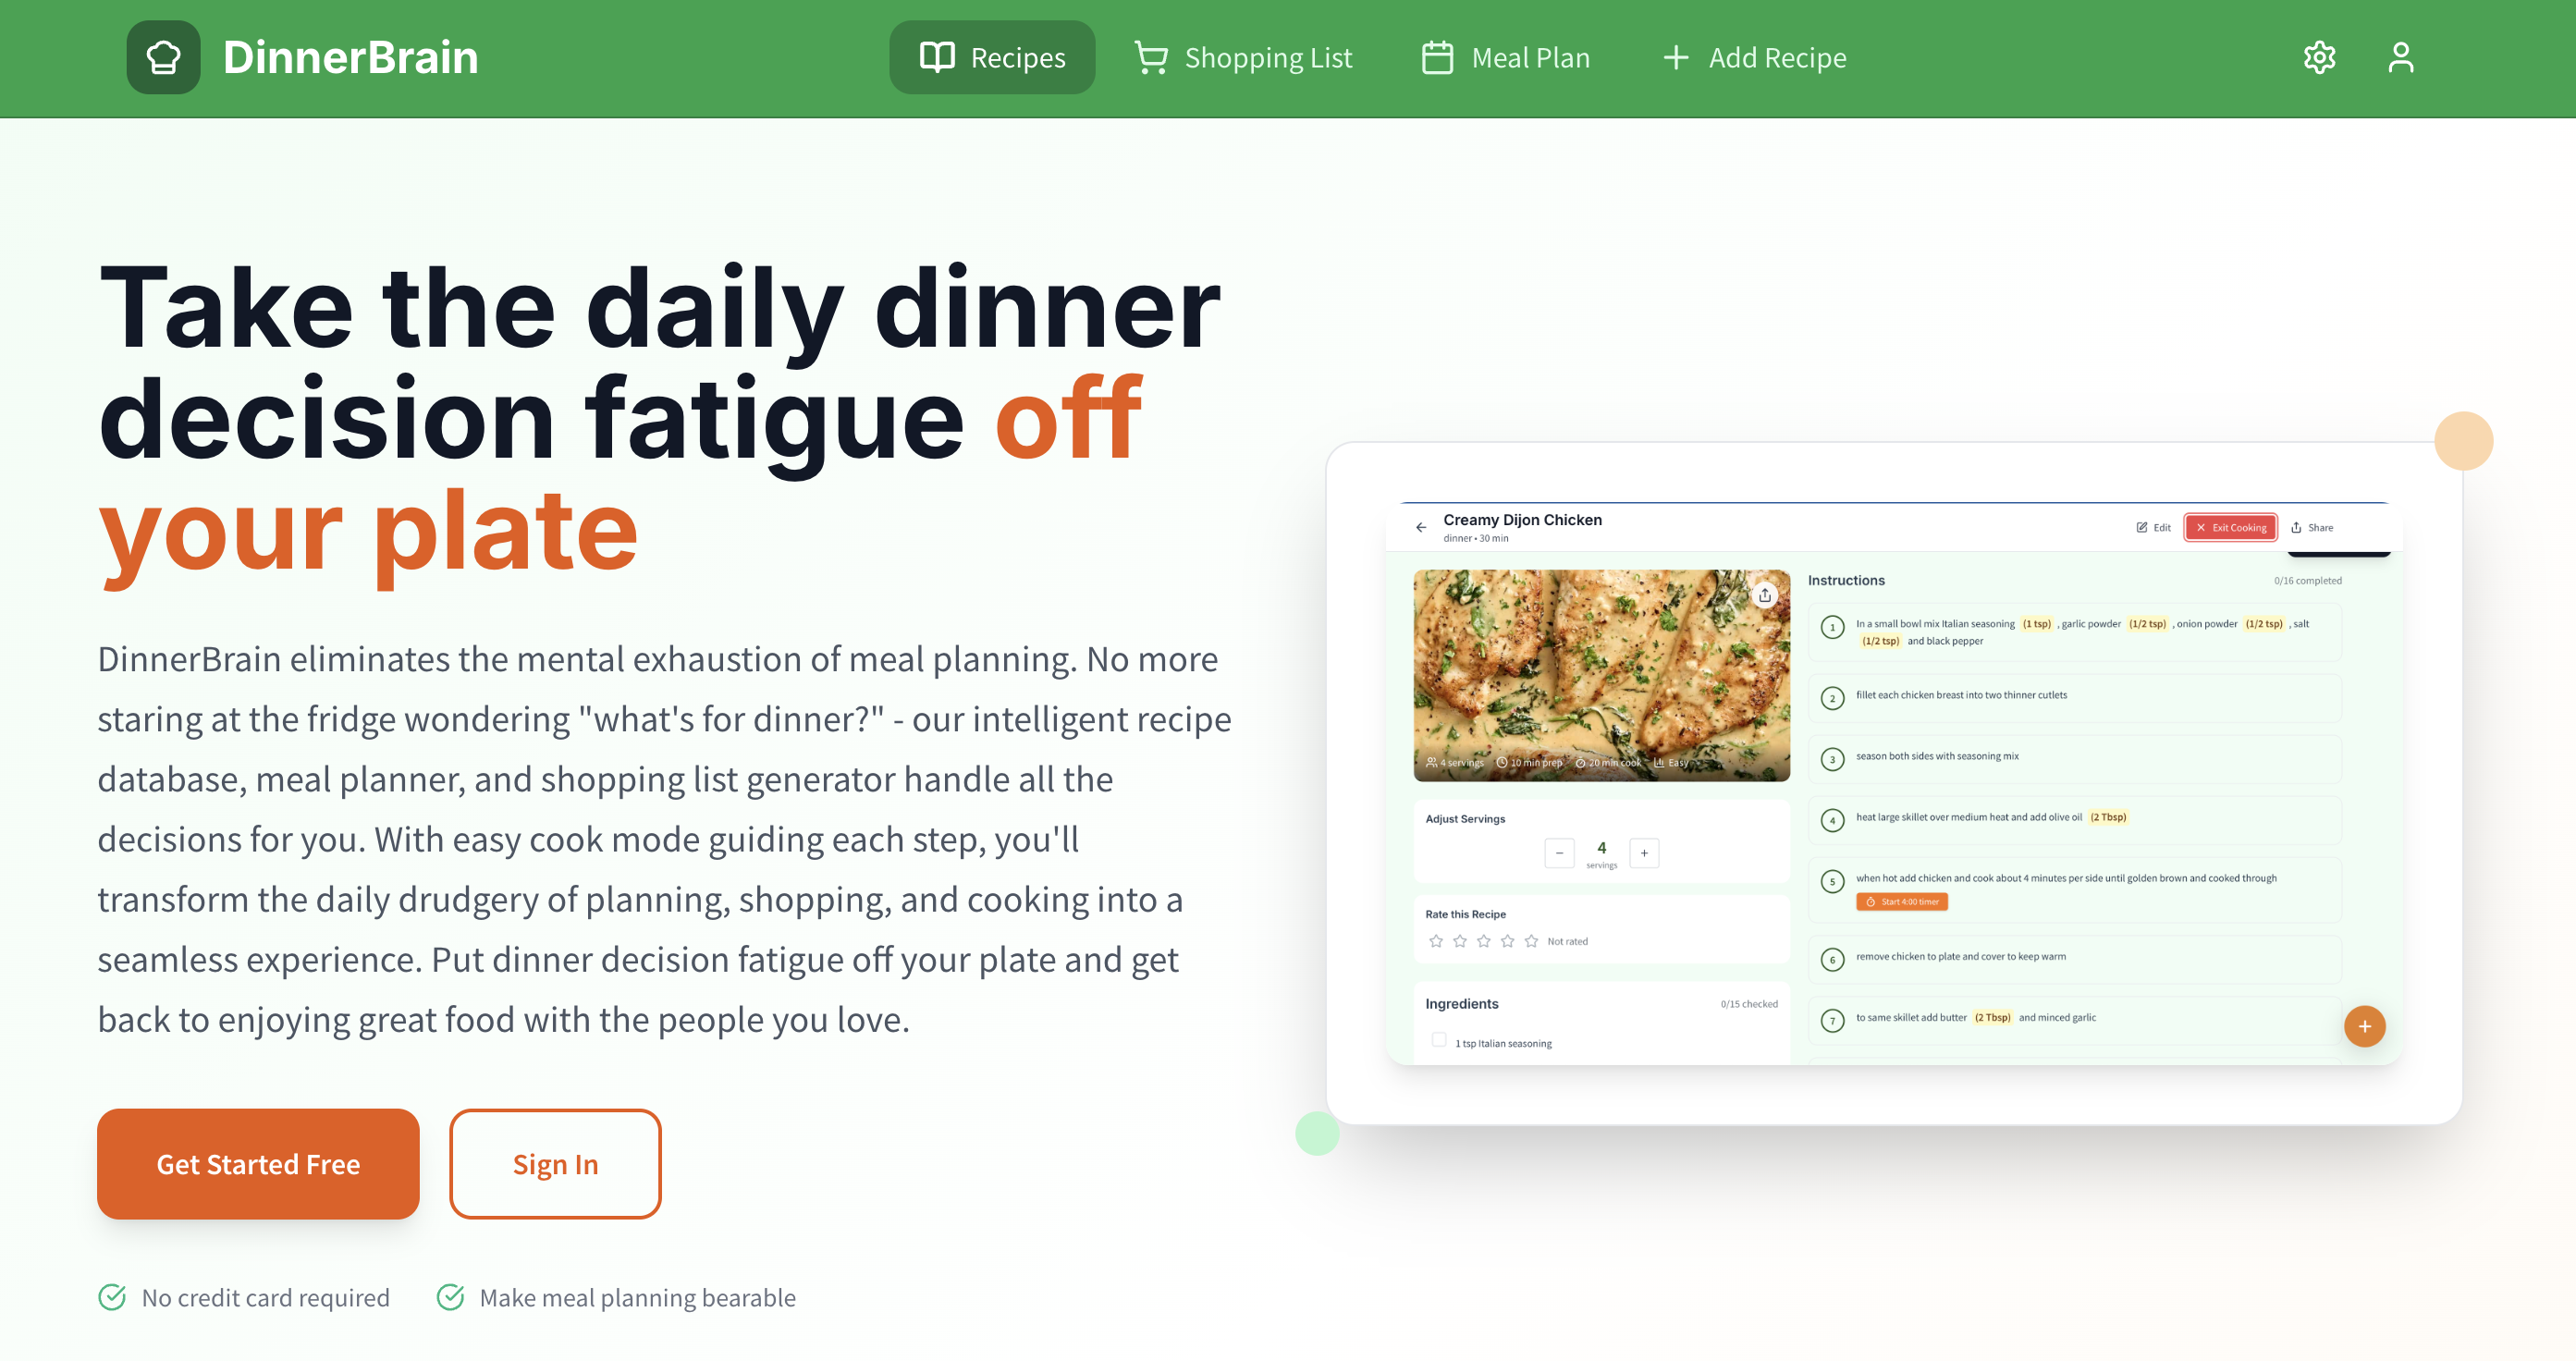 DinnerBrain
Recipes
Shopping List
Meal Plan
Add Recipe
Take the daily dinner
decision fatigue off
your plate
DinnerBrain eliminates the mental exhaustion of meal planning. No more
staring at the fridge wondering "what's for dinner?" - our intelligent recipe
database, meal planner, and shopping list generator handle all the
decisions for you. With easy cook mode guiding each step, you'll
transform the daily drudgery of planning, shopping, and cooking into a
seamless experience. Put dinner decision fatigue off your plate and get
back to enjoying great food with the people you love.
Get Started Free
Sign In
No credit card required
Make meal planning bearable
Creamy Dijon Chicken
dinner • 30 min
Edit
Exit Cooking
Share
4 servings
10 min prep
20 min cook
Easy
Adjust Servings
−
4
+
servings
Rate this Recipe
Not rated
Ingredients
0/15 checked
1 tsp Italian seasoning
Instructions
0/16 completed
1
In a small bowl mix Italian seasoning (1 tsp) , garlic powder (1/2 tsp) , onion powder (1/2 tsp) , salt
(1/2 tsp) and black pepper
2
fillet each chicken breast into two thinner cutlets
3
season both sides with seasoning mix
4
heat large skillet over medium heat and add olive oil (2 Tbsp)
5
when hot add chicken and cook about 4 minutes per side until golden brown and cooked through
Start 4:00 timer
6
remove chicken to plate and cover to keep warm
7
to same skillet add butter (2 Tbsp) and minced garlic
+